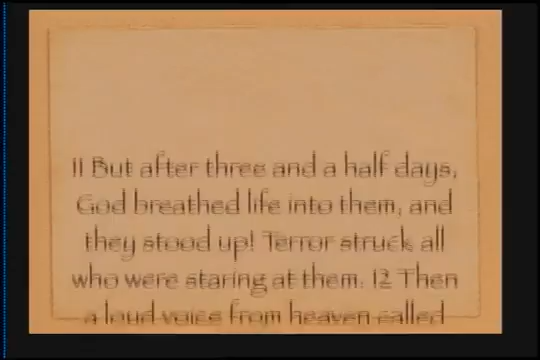 11 But after three and a half days,
God breathed life into them, and
they stood up! Terror struck all
who were staring at them. 12 Then
a loud voice from heaven called